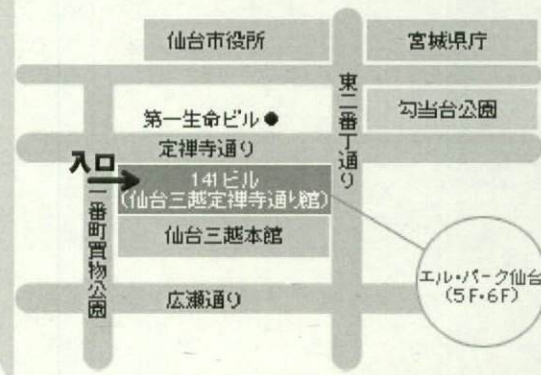 仙台市役所
宮城県庁
東二番丁通り
勾当台公園
第一生命ビル●
定禅寺通り
入口
141ビル
(仙台三越定禅寺通り館)
一番町買物公園
仙台三越本館
エル・パーク仙台
(5F・6F)
広瀬通り